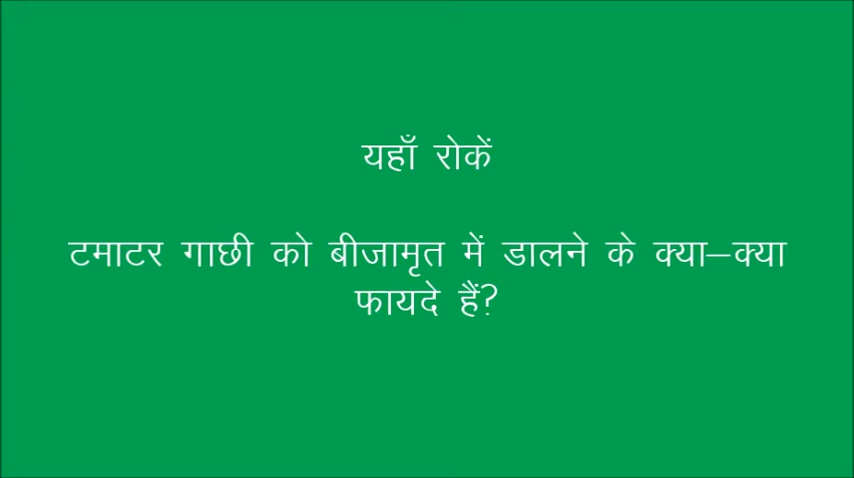 यहाँ रोकें
टमाटर गाछी को बीजामृत में डालने के क्या–क्या
फायदे हैं?